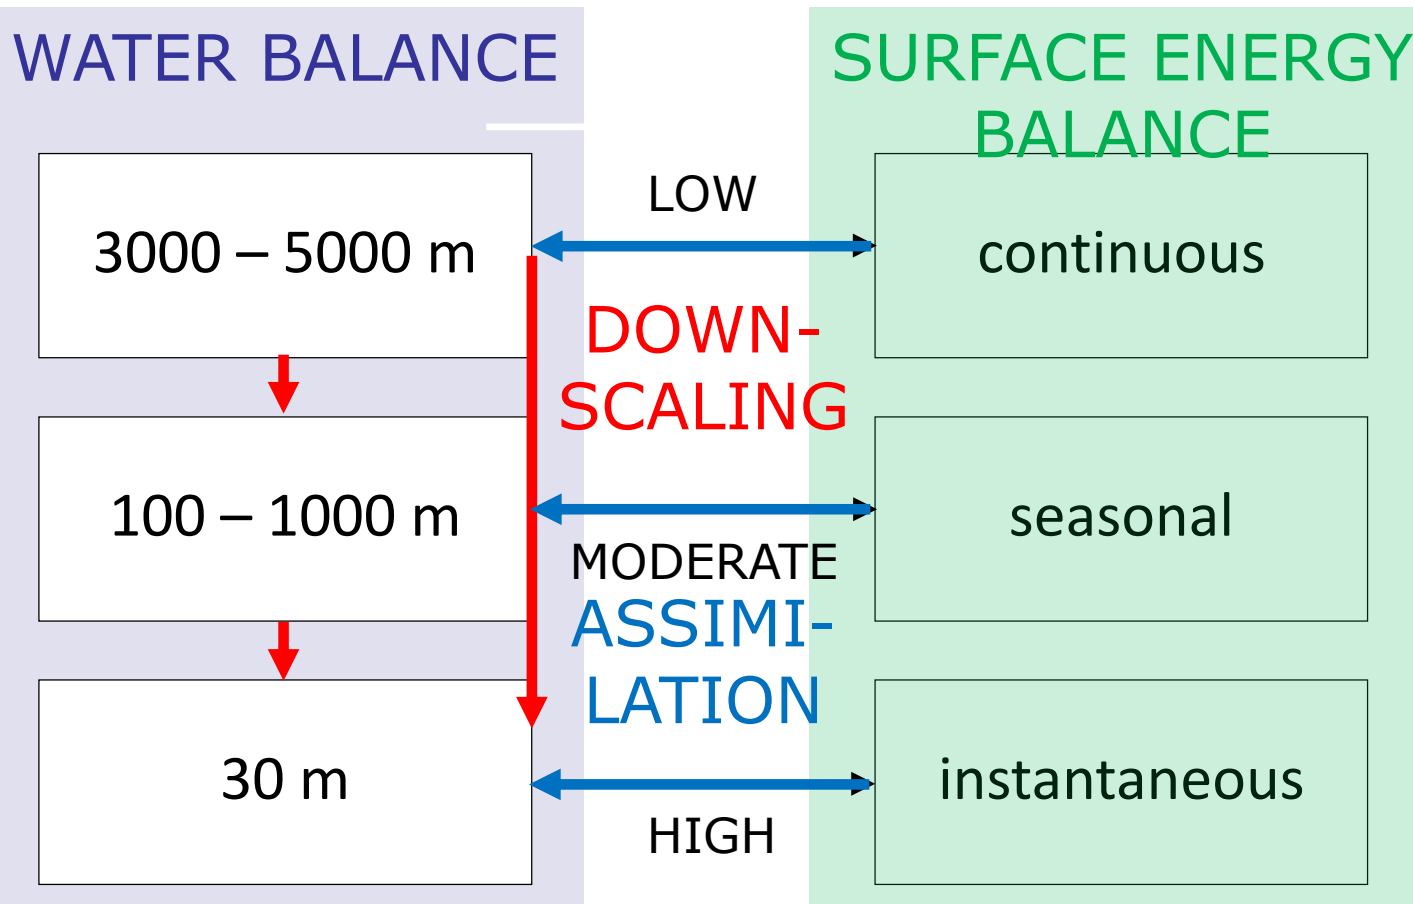 WATER BALANCE
SURFACE ENERGY
BALANCE
LOW
3000 – 5000 m
continuous
DOWN-
SCALING
100 – 1000 m
seasonal
MODERATE
ASSIMI-
LATION
30 m
instantaneous
HIGH